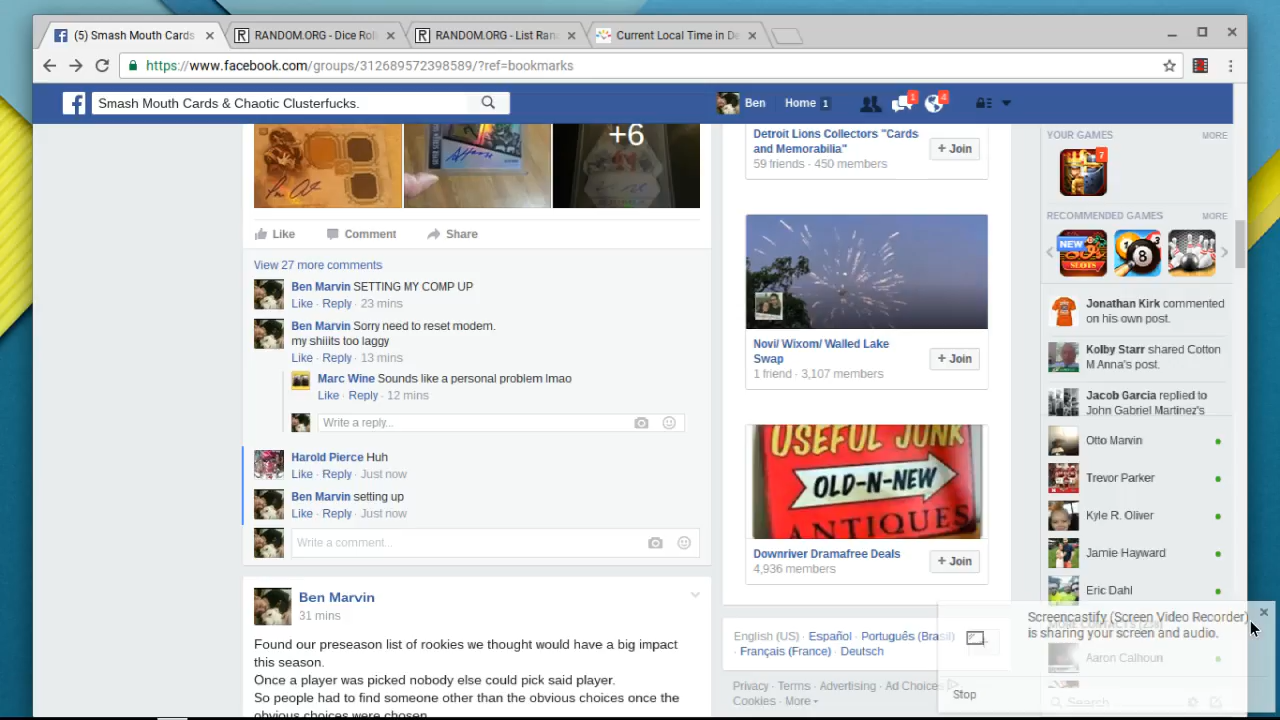 (5) Smash Mouth Cards
RANDOM.ORG - Dice Roll
RANDOM.ORG - List Ran
Current Local Time in De
https://www.facebook.com/groups/312689572398589/?ref=bookmarks
Smash Mouth Cards & Chaotic Clusterfucks.
Ben
Home 1
1
4
+6
Like
Comment
Share
View 27 more comments
Ben Marvin SETTING MY COMP UP
Like · Reply · 23 mins
Ben Marvin Sorry need to reset modem.
my shiiits too laggy
Like · Reply · 13 mins
Marc Wine Sounds like a personal problem lmao
Like · Reply · 12 mins
Write a reply...
Harold Pierce Huh
Like · Reply · Just now
Ben Marvin setting up
Like · Reply · Just now
Write a comment...
Ben Marvin
31 mins
Found our preseason list of rookies we thought would have a big impact
this season.
Once a player was picked nobody else could pick said player.
So people had to find someone other than the obvious choices once the
obvious choices were chosen.
Detroit Lions Collectors "Cards
and Memorabilia"
59 friends · 450 members
+ Join
Novi/ Wixom/ Walled Lake
Swap
1 friend · 3,107 members
+ Join
USEFUL JUNK
OLD-N-NEW
ANTIQUES
Downriver Dramafree Deals
4,936 members
+ Join
English (US) · Español · Português (Brasil)
· Français (France) · Deutsch
Privacy · Terms · Advertising · Ad Choices
Cookies · More
YOUR GAMES
MORE
7
RECOMMENDED GAMES
MORE
NEW
SLOTS
8
3
Jonathan Kirk commented
on his own post.
Kolby Starr shared Cotton
M Anna's post.
Jacob Garcia replied to
John Gabriel Martinez's
Otto Marvin
Trevor Parker
Kyle R. Oliver
Jamie Hayward
Eric Dahl
Screencastify (Screen Video Recorder)
is sharing your screen and audio.
Aaron Calhoun
Stop
Search